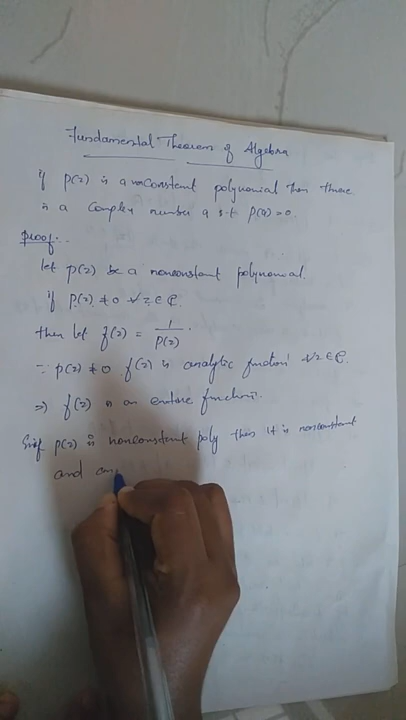 Fundamental Theorem of Algebra
if p(z) is a nonconstant polynomial then there
is a complex number a s.t p(a)=0.
Proof:-
let p(z) be a nonconstant polynomial.
if p(z) ≠0 ∀z∈ℂ.
then let f(z) = 1/p(z).
∵ p(z) ≠0 f(z) is analytic function ∀z∈ℂ.
⇒ f(z) is an entire function.
if p(z) is nonconstant poly then it is nonconstant
and an